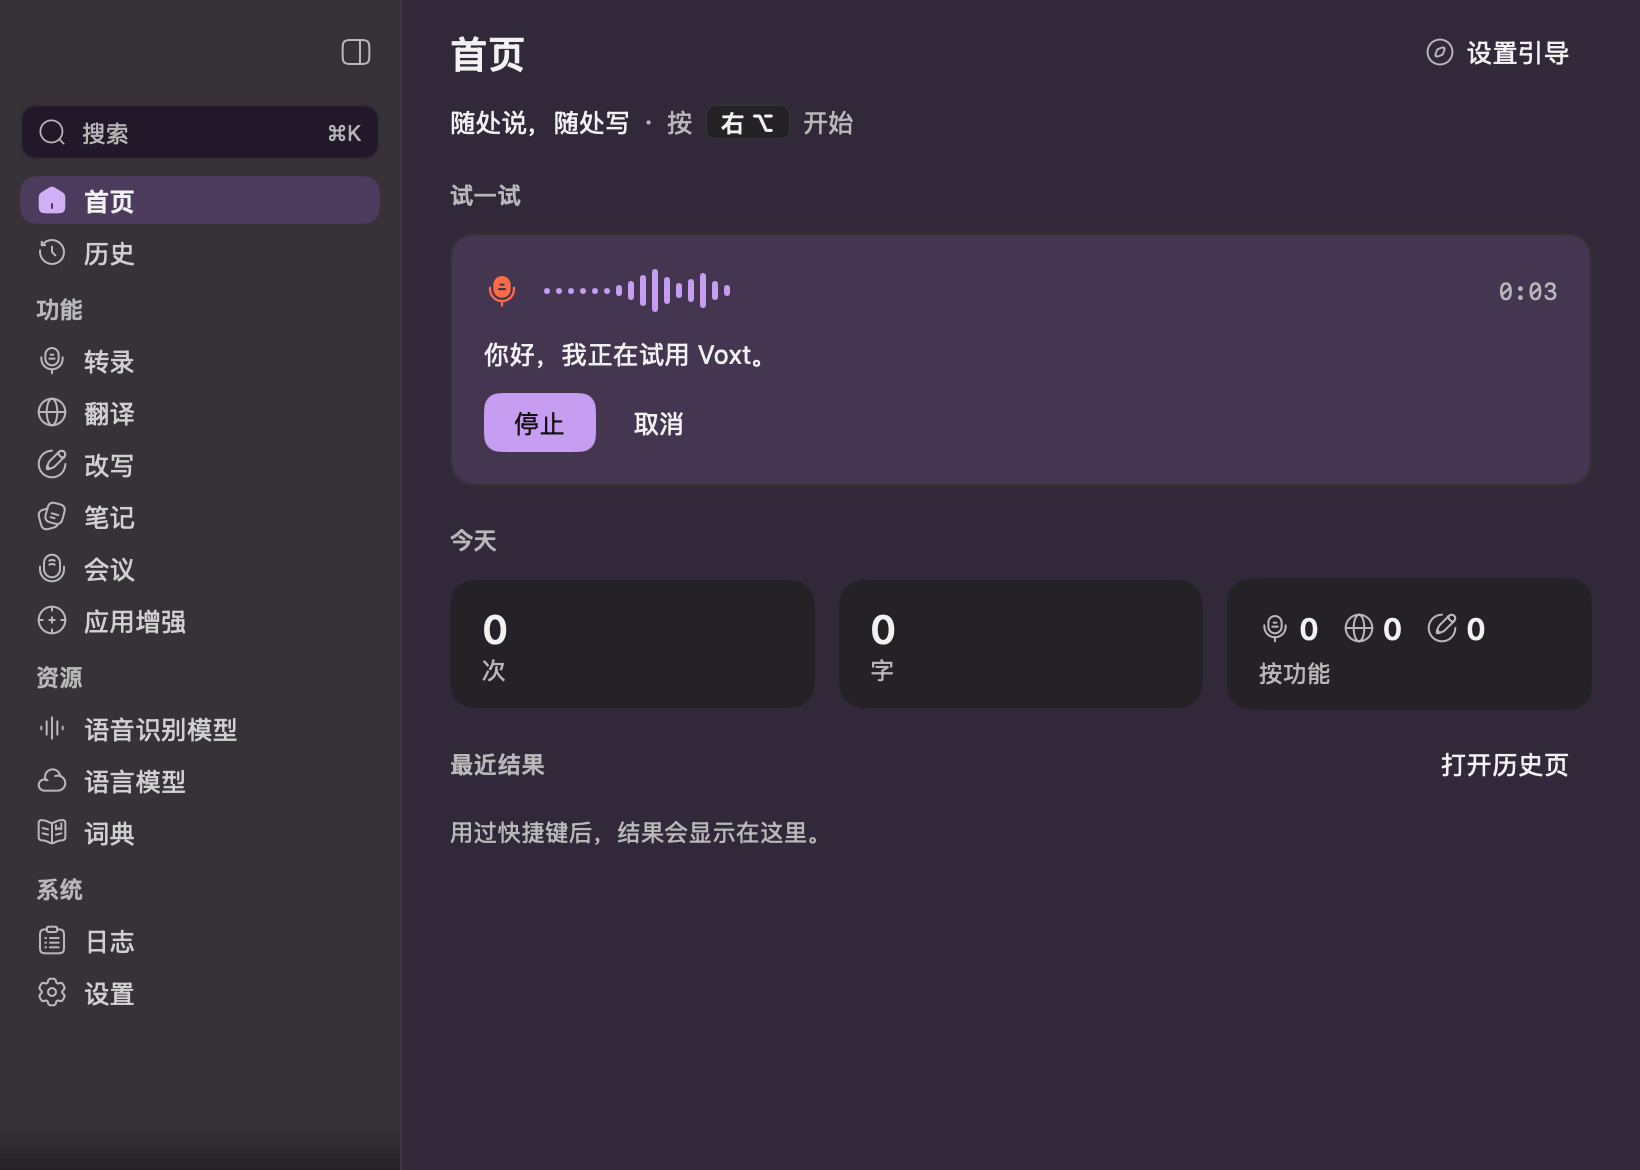 搜索 ⌘K
首页
历史
功能
转录
翻译
改写
笔记
会议
应用增强
资源
语音识别模型
语言模型
词典
系统
日志
设置
首页
设置引导
随处说，随处写 · 按 右 ⌥ 开始
试一试
0:03
你好，我正在试用 Voxt。
停止 取消
今天
0
次
0
字
0 0 0
按功能
最近结果
打开历史页
用过快捷键后，结果会显示在这里。